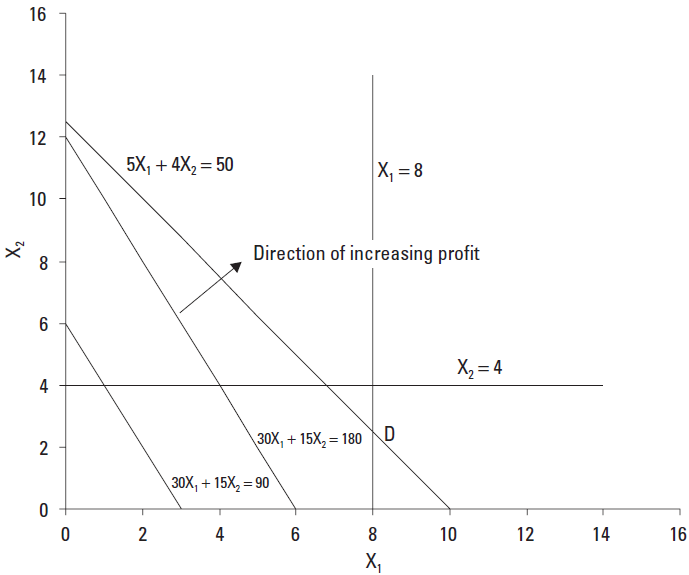 16
14
12
10
8
6
4
2
0
X₂
5X₁ + 4X₂ = 50
X₁ = 8
Direction of increasing profit
X₂ = 4
D
30X₁ + 15X₂ = 180
30X₁ + 15X₂ = 90
0 2 4 6 8 10 12 14 16
X₁